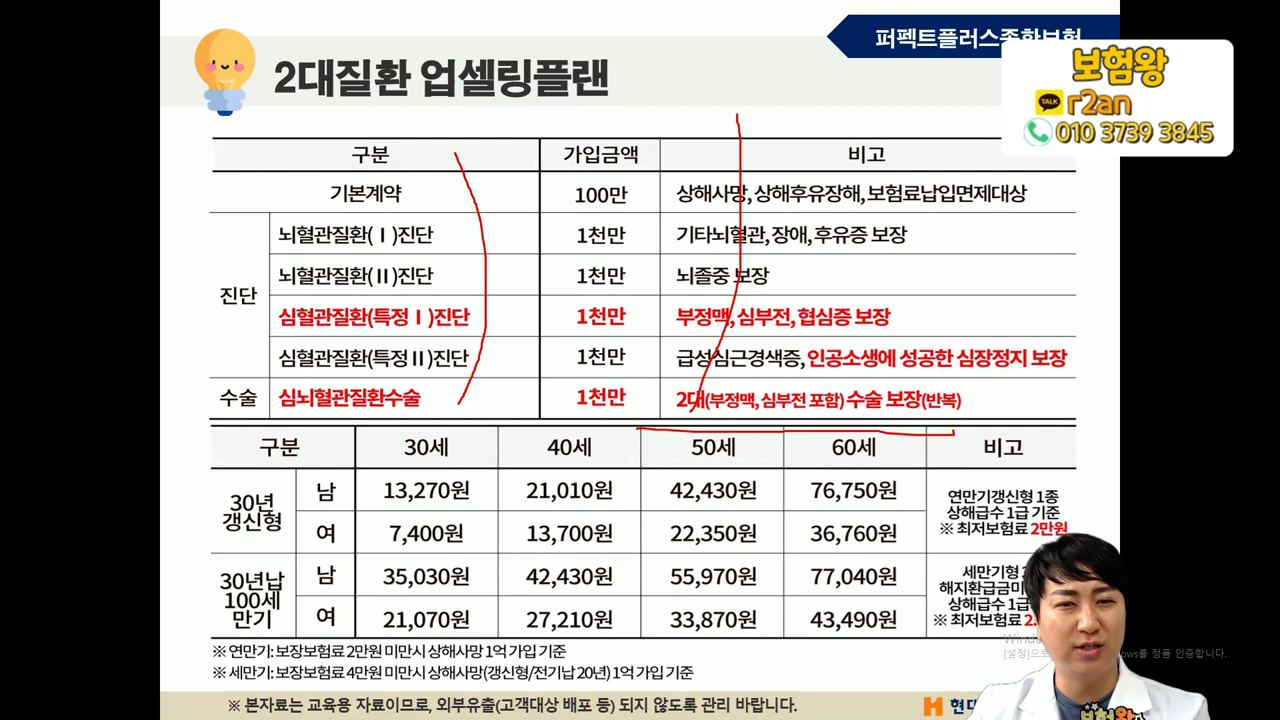 퍼펙트플러스종합보험
보험왕
TALK r2an
010 3739 3845
2대질환 업셀링플랜
구분 가입금액 비고
기본계약 100만 상해사망, 상해후유장해, 보험료납입면제대상
진단
뇌혈관질환(Ⅰ)진단 1천만 기타뇌혈관, 장애, 후유증 보장
뇌혈관질환(Ⅱ)진단 1천만 뇌졸중 보장
심혈관질환(특정Ⅰ)진단 1천만 부정맥, 심부전, 협심증 보장
심혈관질환(특정Ⅱ)진단 1천만 급성심근경색증, 인공소생에 성공한 심장정지 보장
수술 심뇌혈관질환수술 1천만 2대(부정맥, 심부전 포함) 수술 보장(반복)
구분 30세 40세 50세 60세 비고
30년
갱신형
남 13,270원 21,010원 42,430원 76,750원
여 7,400원 13,700원 22,350원 36,760원
연만기갱신형 1종
상해급수 1급 기준
※ 최저보험료 2만원
30년납
100세
만기
남 35,030원 42,430원 55,970원 77,040원
여 21,070원 27,210원 33,870원 43,490원
세만기형
해지환급금미
상해급수 1급
※ 최저보험료
※ 연만기: 보장보험료 2만원 미만시 상해사망 1억 가입 기준
※ 세만기: 보장보험료 4만원 미만시 상해사망(갱신형/전기납 20년) 1억 가입 기준
※ 본자료는 교육용 자료이므로, 외부유출(고객대상 배포 등) 되지 않도록 관리 바랍니다.
현대
보험왕